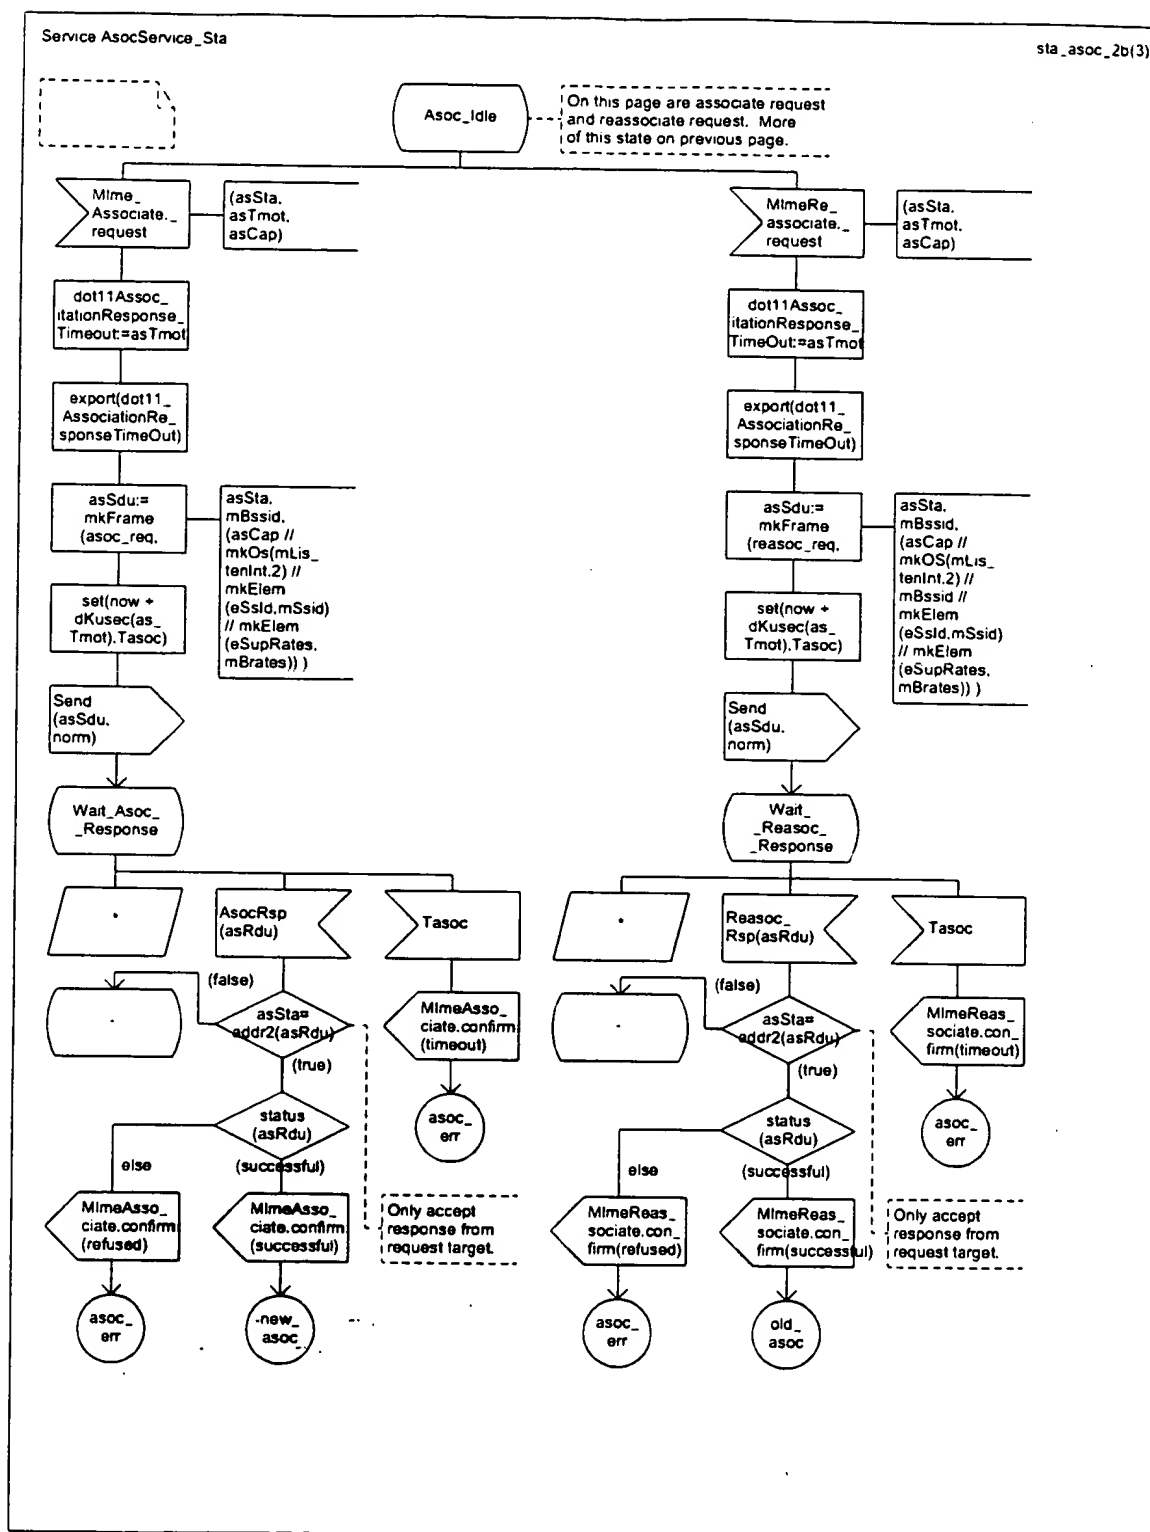 Service AsocService_Sta
sta_asoc_2b(3)
Asoc_Idle
On this page are associate request
and reassociate request. More
of this state on previous page.
Mlme_
Associate._
request
(asSta,
asTmot,
asCap)
dot11Assoc_
itationResponse_
Timeout:=asTmot
export(dot11_
AssociationRe_
sponseTimeOut)
asSdu:=
mkFrame
(asoc_req,
asSta,
mBssid,
(asCap //
mkOs(mLis_
tenInt,2) //
mkElem
(eSsId,mSsid)
// mkElem
(eSupRates,
mBrates)) )
set(now +
dKusec(as_
Tmot),Tasoc)
Send
(asSdu,
norm)
Wait_Asoc_
_Response
*
AsocRsp
(asRdu)
Tasoc
(false)
-
asSta=
addr2(asRdu)
(true)
MlmeAsso_
ciate.confirm
(timeout)
asoc_
err
status
(asRdu)
else
(successful)
MlmeAsso_
ciate.confirm
(refused)
MlmeAsso_
ciate.confirm
(successful)
Only accept
response from
request target.
asoc_
err
new_
asoc
MlmeRe_
associate._
request
(asSta,
asTmot,
asCap)
dot11Assoc_
itationResponse_
TimeOut:=asTmot
export(dot11_
AssociationRe_
sponseTimeOut)
asSdu:=
mkFrame
(reasoc_req,
asSta,
mBssid,
(asCap //
mkOS(mLis_
tenInt,2) //
mBssid //
mkElem
(eSsId,mSsid)
// mkElem
(eSupRates,
mBrates)) )
set(now +
dKusec(as_
Tmot),Tasoc)
Send
(asSdu,
norm)
Wait_
_Reasoc_
_Response
*
Reasoc_
Rsp(asRdu)
Tasoc
(false)
-
asSta=
addr2(asRdu)
(true)
MlmeReas_
sociate.con_
firm(timeout)
asoc_
err
status
(asRdu)
else
(successful)
MlmeReas_
sociate.con_
firm(refused)
MlmeReas_
sociate.con_
firm(successful)
Only accept
response from
request target.
asoc_
err
old_
asoc